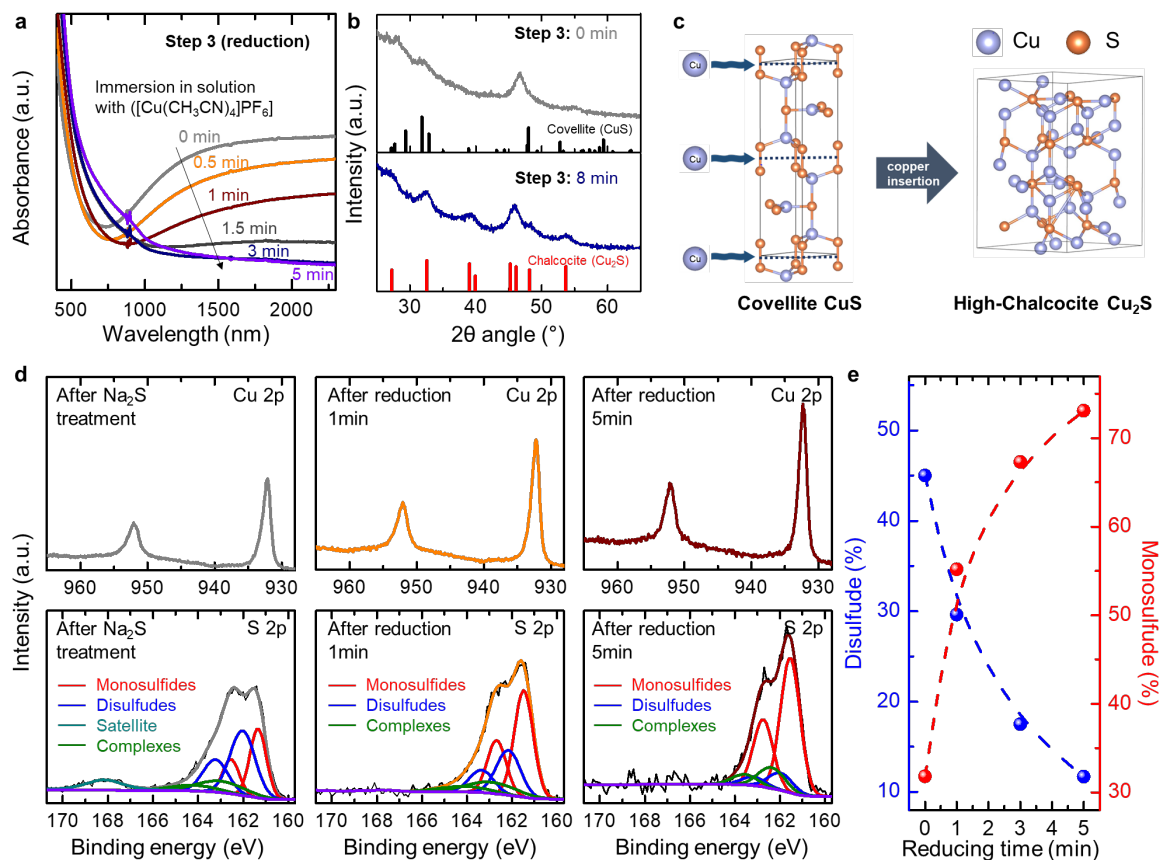 a
Step 3 (reduction)
Immersion in solution
with ([Cu(CH3CN)4]PF6]
0 min
0.5 min
1 min
1.5 min
3 min
5 min
Absorbance (a.u.)
500 1000 1500 2000
Wavelength (nm)
b
Step 3: 0 min
Covellite (CuS)
Step 3: 8 min
Chalcocite (Cu2S)
Intensity (a.u.)
30 40 50 60
2θ angle (°)
c
Cu
Cu
Cu
Covellite CuS
copper
insertion
Cu S
High-Chalcocite Cu2S
d
After Na2S
treatment
Cu 2p
960 950 940 930
After reduction
1min
Cu 2p
960 950 940 930
After reduction
5min
Cu 2p
960 950 940 930
Intensity (a.u.)
After Na2S
treatment
S 2p
Monosulfides
Disulfudes
Satellite
Complexes
170 168 166 164 162 160
Binding energy (eV)
After reduction
1min
S 2p
Monosulfides
Disulfudes
Complexes
170 168 166 164 162 160
Binding energy (eV)
After reduction
5min
S 2p
Monosulfides
Disulfudes
Complexes
170 168 166 164 162 160
Binding energy (eV)
e
Disulfude (%)
50
40
30
20
10
Monosulfude (%)
70
60
50
40
30
0 1 2 3 4 5
Reducing time (min)